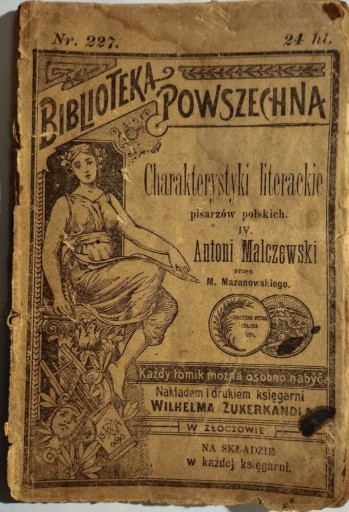 Nr. 227.
24 hl.
BIBLIOTEKA
POWSZECHNA
Charakterystyki literackie
pisarzów polskich.
IV.
Antoni Malczewski
przez
M. Mazanowskiego.
Każdy tomik można osobno nabyć.
Nakładem i drukiem księgarni
WILHELMA ZUKERKANDLA
W ZŁOCZOWIE.
NA SKŁADZIE
w każdej księgarni.